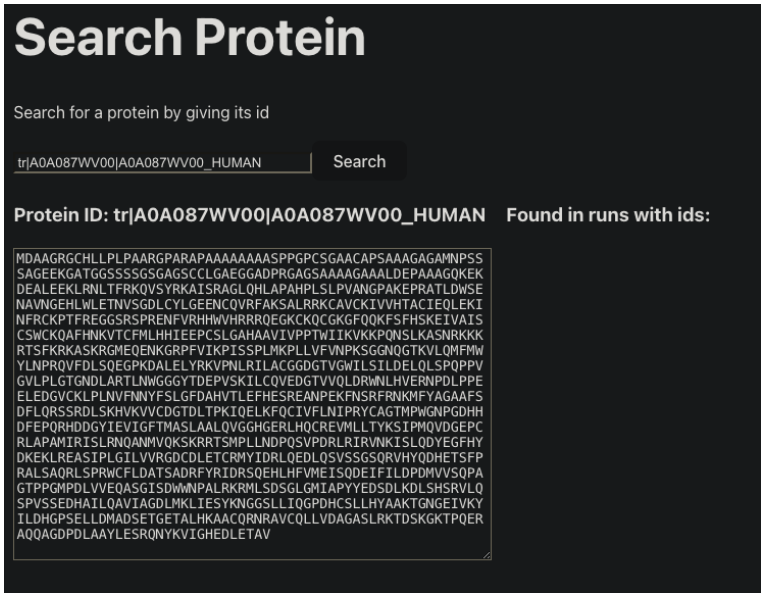 Search Protein
Search for a protein by giving its id
tr|A0A087WV00|A0A087WV00_HUMAN
Search
Protein ID: tr|A0A087WV00|A0A087WV00_HUMAN
Found in runs with ids:
MDAAGRGCHLLPLPAARGPARAPAAAAAAAASPPGPCSGAACAPSAAAGAGAMNPSS
SAGEEKGATGGSSSSGSGAGSCCLGAEGGADPRGAGSAAAAGAAALDEPAAAGQKEK
DEALEEKLRNLTFRKQVSYRKAISRAGLQHLAPAHPLSLPVANGPAKEPRATLDWSE
NAVNGEHLWLETNVSGDLCYLGEENCQVRFAKSALRRKCAVCKIVVHTACIEQLEKI
NFRCKPTFREGGSRSPRENFVRHHWVHRRRQEGKCKQCGKGFQQKFSFHSKEIVAIS
CSWCKQAFHNKVTCFMLHHIEEPCSLGAHAAVIVPPTWIIKVKKPQNSLKASNRKKK
RTSFKRKASKRGMEQENKGRPFVIKPISSPLMKPLLVFVNPKSGGNQGTKVLQMFMW
YLNPRQVFDLSQEGPKDALELYRKVPNLRILACGGDGTVGWILSILDELQLSPQPPV
GVLPLGTGNDLARTLNWGGGYTDEPVSKILCQVEDGTVVQLDRWNLHVERNPDLPPE
ELEDGVCKLPLNVFNNYFSLGFDAHVTLEFHESREANPEKFNSRFRNKMFYAGAAFS
DFLQRSSRDLSKHVKVVCDGTDLTPKIQELKFQCIVFLNIPRYCAGTMPWGNPGDHH
DFEPQRHDDGYIEVIGFTMASLAALQVGGHGERLHQCREVMLLTYKSIPMQVDGEPC
RLAPAMIRISLRNQANMVQKSKRRTSMPLLNDPQSVPDRLRIRVNKISLQDYEGFHY
DKEKLREASIPLGILVVRGDCDLETCRMYIDRLQEDLQSVSSGSQRVHYQDHETSFP
RALSAQRLSPRWCFLDATSADRFYRIDRSQEHLHFVMEISQDEIFILDPDMVVSQPA
GTPPGMPDLVVEQASGISDWWNPALRKRMLSDSGLGMIAPYYEDSDLKDLSHSRVLQ
SPVSSEDHAILQAVIAGDLMKLIESYKNGGSLLIQGPDHCSLLHYAAKTGNGEIVKY
ILDHGPSELLDMADSETGETALHKAACQRNRAVCQLLVDAGASLRKTDSKGKTPQER
AQQAGDPDLAAYLESRQNYKVIGHEDLETAV